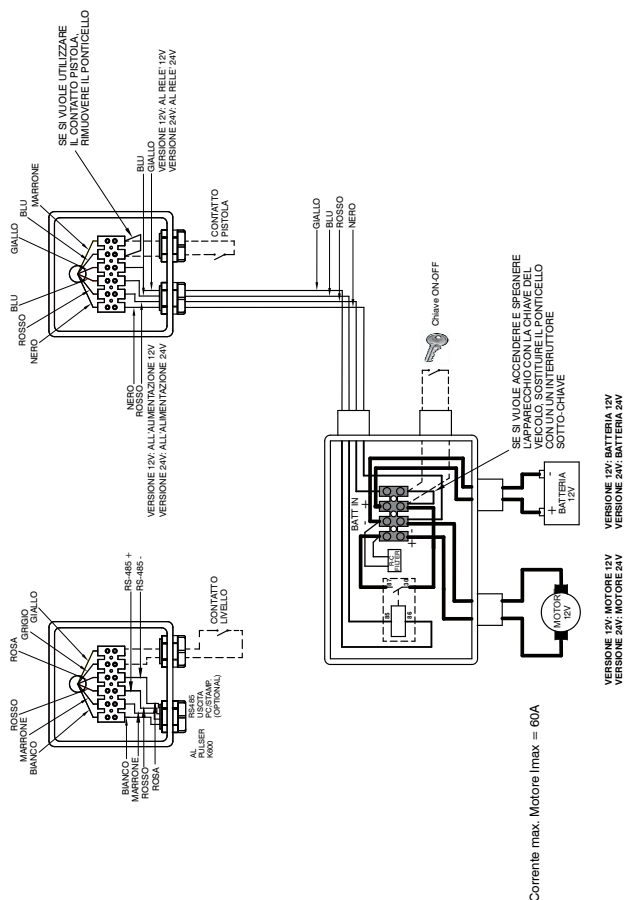 ROSSO
MARRONE
BIANCO
ROSA
GRIGIO
GIALLO
RS-485 +
RS-485 -
CONTATTO
LIVELLO
BIANCO
MARRONE
ROSSO
ROSA
AL
PULSER
K600
RS485
USCITA
PC/STAMP.
(OPTIONAL)
BLU
ROSSO
NERO
GIALLO
BLU
MARRONE
SE SI VUOLE UTILIZZARE
IL CONTATTO PISTOLA,
RIMUOVERE IL PONTICELLO
BLU
GIALLO
VERSIONE 12V: AL RELE' 12V
VERSIONE 24V: AL RELE' 24V
CONTATTO
PISTOLA
NERO
ROSSO
VERSIONE 12V: ALL'ALIMENTAZIONE 12V
VERSIONE 24V: ALL'ALIMENTAZIONE 24V
GIALLO
BLU
ROSSO
NERO
Chiave ON-OFF
SE SI VUOLE ACCENDERE E SPEGNERE
L'APPARECCHIO CON LA CHIAVE DEL
VEICOLO, SOSTITUIRE IL PONTICELLO
CON UN UN INTERRUTTORE
SOTTO-CHIAVE
BATT IN
- +
- +
R.C.
FILTER
85
86
MOTOR
12V
+ -
BATTERIA
12V
VERSIONE 12V: MOTORE 12V
VERSIONE 24V: MOTORE 24V
VERSIONE 12V: BATTERIA 12V
VERSIONE 24V: BATTERIA 24V
Corrente max. Motore Imax = 60A